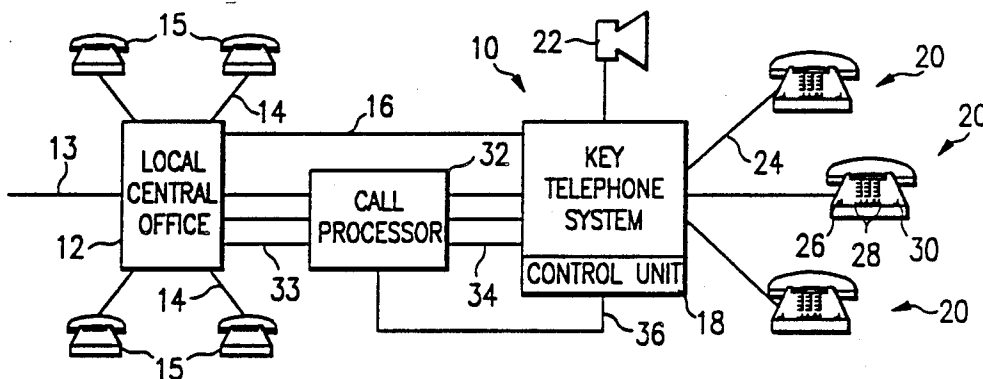 15
22
10
20
14
16
13
LOCAL
CENTRAL
OFFICE
32
CALL
PROCESSOR
KEY
TELEPHONE
SYSTEM
24
20
12
33
34
CONTROL UNIT
26
28
30
14
36
18
20
15